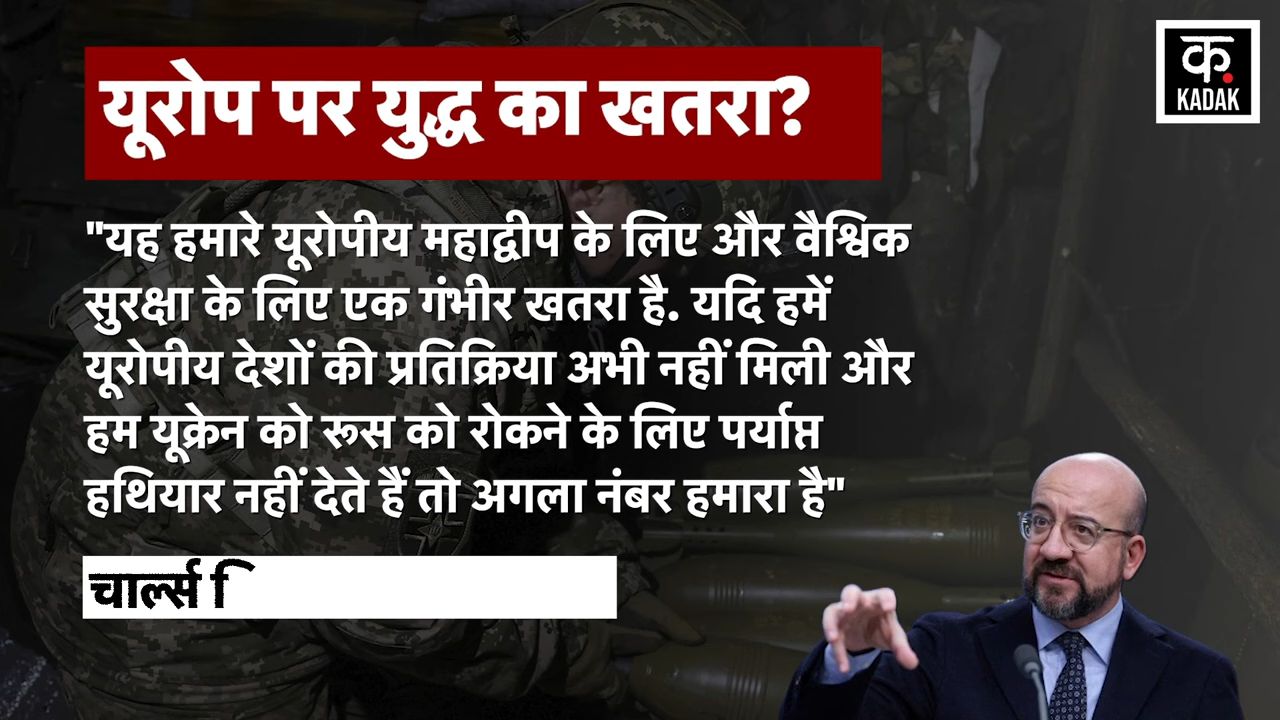 यूरोप पर युद्ध का खतरा?
क
KADAK
"यह हमारे यूरोपीय महाद्वीप के लिए और वैश्विक
सुरक्षा के लिए एक गंभीर खतरा है. यदि हमें
यूरोपीय देशों की प्रतिक्रिया अभी नहीं मिली और
हम यूक्रेन को रूस को रोकने के लिए पर्याप्त
हथियार नहीं देते हैं तो अगला नंबर हमारा है"
चार्ल्स